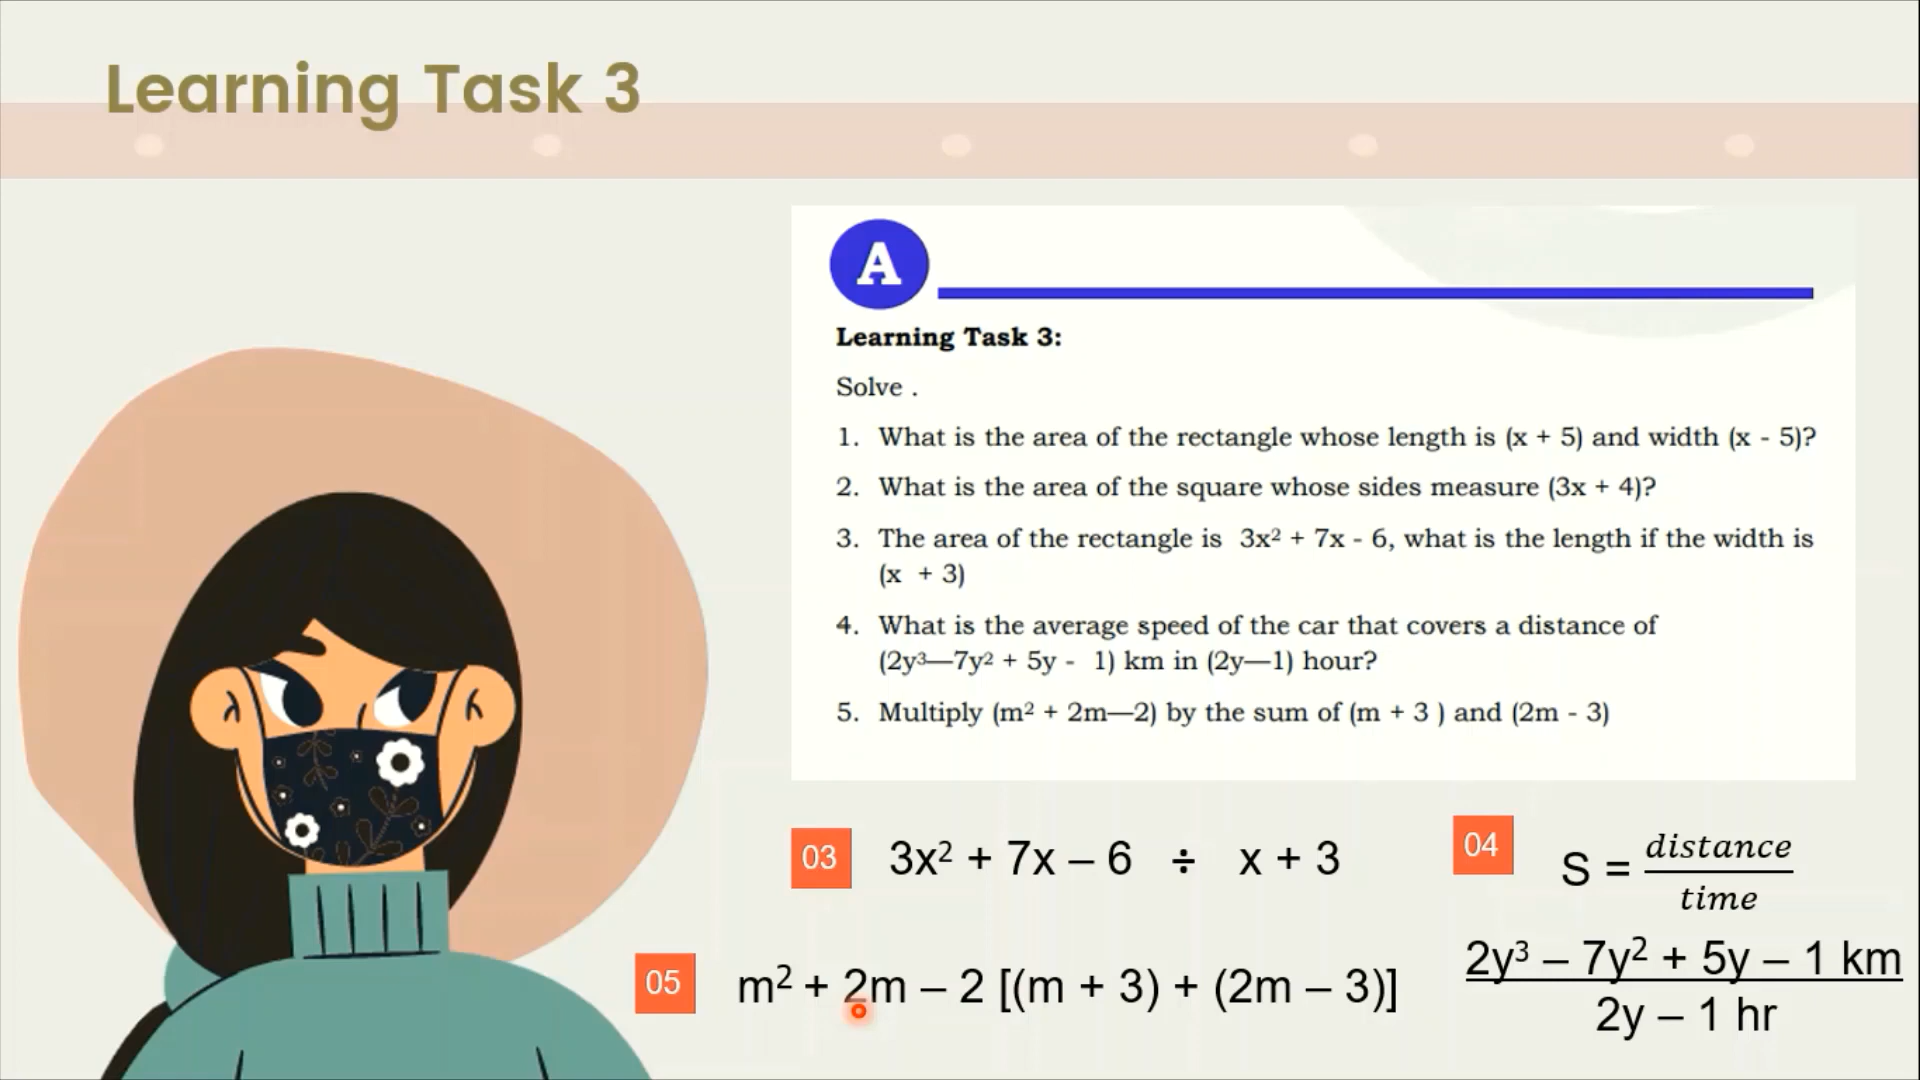 Learning Task 3
A
Learning Task 3:
Solve .
1. What is the area of the rectangle whose length is (x + 5) and width (x - 5)?
2. What is the area of the square whose sides measure (3x + 4)?
3. The area of the rectangle is 3x² + 7x - 6, what is the length if the width is
(x + 3)
4. What is the average speed of the car that covers a distance of
(2y³—7y² + 5y - 1) km in (2y—1) hour?
5. Multiply (m² + 2m—2) by the sum of (m + 3 ) and (2m - 3)
03 3x² + 7x – 6 ÷ x + 3
04 S = distance
time
2y³ – 7y² + 5y – 1 km
2y – 1 hr
05 m² + 2m – 2 [(m + 3) + (2m – 3)]